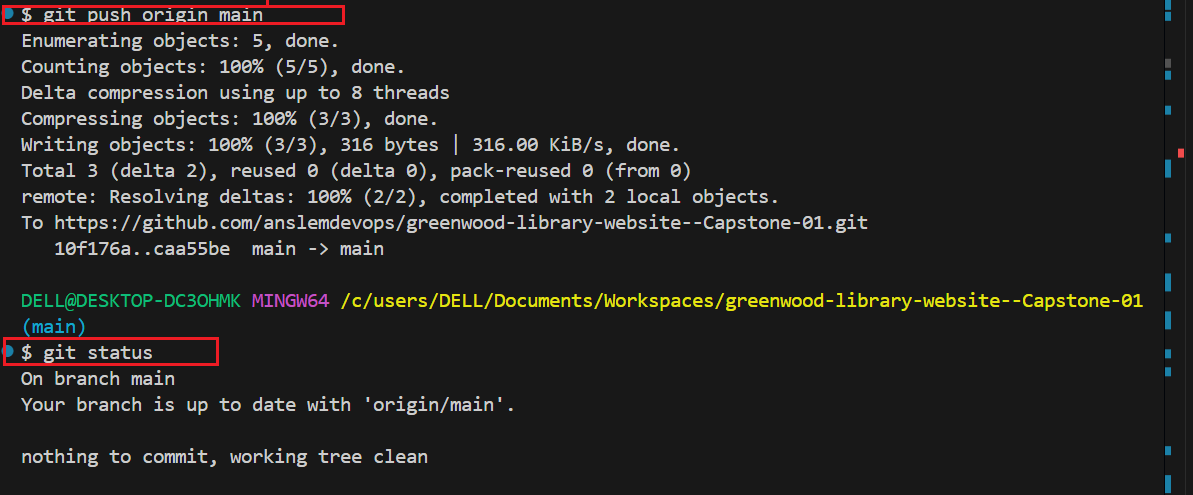 $ git push origin main
Enumerating objects: 5, done.
Counting objects: 100% (5/5), done.
Delta compression using up to 8 threads
Compressing objects: 100% (3/3), done.
Writing objects: 100% (3/3), 316 bytes | 316.00 KiB/s, done.
Total 3 (delta 2), reused 0 (delta 0), pack-reused 0 (from 0)
remote: Resolving deltas: 100% (2/2), completed with 2 local objects.
To https://github.com/anslemdevops/greenwood-library-website--Capstone-01.git
   10f176a..caa55be  main -> main
DELL@DESKTOP-DC3OHMK MINGW64 /c/users/DELL/Documents/Workspaces/greenwood-library-website--Capstone-01
(main)
$ git status
On branch main
Your branch is up to date with 'origin/main'.
nothing to commit, working tree clean